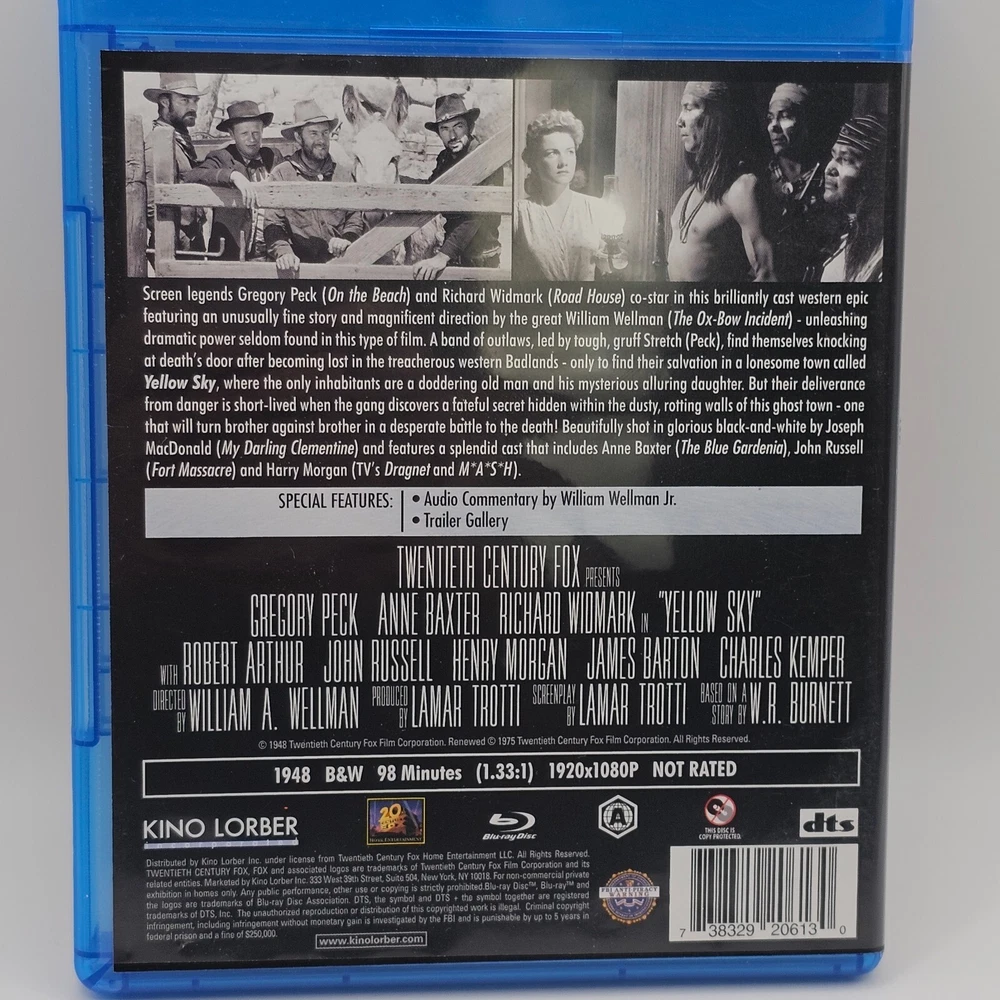 Screen legends Gregory Peck (On the Beach) and Richard Widmark (Road House) co-star in this brilliantly cast western epic
featuring an unusually fine story and magnificent direction by the great William Wellman (The Ox-Bow Incident) - unleashing
dramatic power seldom found in this type of film. A band of outlaws, led by tough, gruff Stretch (Peck), find themselves knocking
at death's door after becoming lost in the treacherous western Badlands - only to find their salvation in a lonesome town called
Yellow Sky, where the only inhabitants are a doddering old man and his mysterious alluring daughter. But their deliverance
from danger is short-lived when the gang discovers a fateful secret hidden within the dusty, rotting walls of this ghost town - one
that will turn brother against brother in a desperate battle to the death! Beautifully shot in glorious black-and-white by Joseph
MacDonald (My Darling Clementine) and features a splendid cast that includes Anne Baxter (The Blue Gardenia), John Russell
(Fort Massacre) and Harry Morgan (TV's Dragnet and M*A*S*H).
SPECIAL FEATURES: • Audio Commentary by William Wellman Jr.
• Trailer Gallery
TWENTIETH CENTURY FOX PRESENTS
GREGORY PECK ANNE BAXTER RICHARD WIDMARK IN "YELLOW SKY"
WITH ROBERT ARTHUR JOHN RUSSELL HENRY MORGAN JAMES BARTON CHARLES KEMPER
DIRECTED BY WILLIAM A. WELLMAN PRODUCED BY LAMAR TROTTI SCREENPLAY BY LAMAR TROTTI BASED ON A STORY BY W.R. BURNETT
© 1948 Twentieth Century Fox Film Corporation. Renewed © 1975 Twentieth Century Fox Film Corporation. All Rights Reserved.
1948 B&W 98 Minutes (1.33:1) 1920x1080P NOT RATED
KINO LORBER
20
Blu-ray Disc
A
THIS DISC IS
COPY PROTECTED.
dts
Distributed by Kino Lorber Inc. under license from Twentieth Century Fox Home Entertainment LLC. All Rights Reserved.
TWENTIETH CENTURY FOX, FOX and associated logos are trademarks of Twentieth Century Fox Film Corporation and its
related entities. Marketed by Kino Lorber Inc. 333 West 39th Street, Suite 504, New York, NY 10018. For non-commercial private
exhibition in homes only. Any public performance, other use or copying is strictly prohibited.Blu-ray Disc™, Blu-ray™ and
the logos are trademarks of Blu-ray Disc Association. DTS, the symbol and DTS + the symbol together are registered
trademarks of DTS, Inc. The unauthorized reproduction or distribution of this copyrighted work is illegal. Criminal copyright
infringement, including infringement without monetary gain is investigated by the FBI and is punishable by up to 5 years in
federal prison and a fine of $250,000.
www.kinolorber.com
FBI ANTI-PIRACY
WARNING
7 38329 20613 0